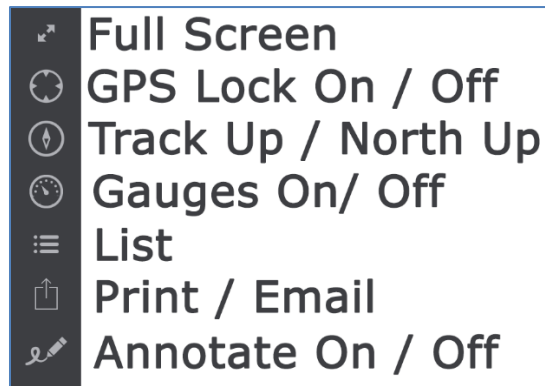 Full Screen
GPS Lock On / Off
Track Up / North Up
Gauges On/ Off
List
Print / Email
Annotate On / Off